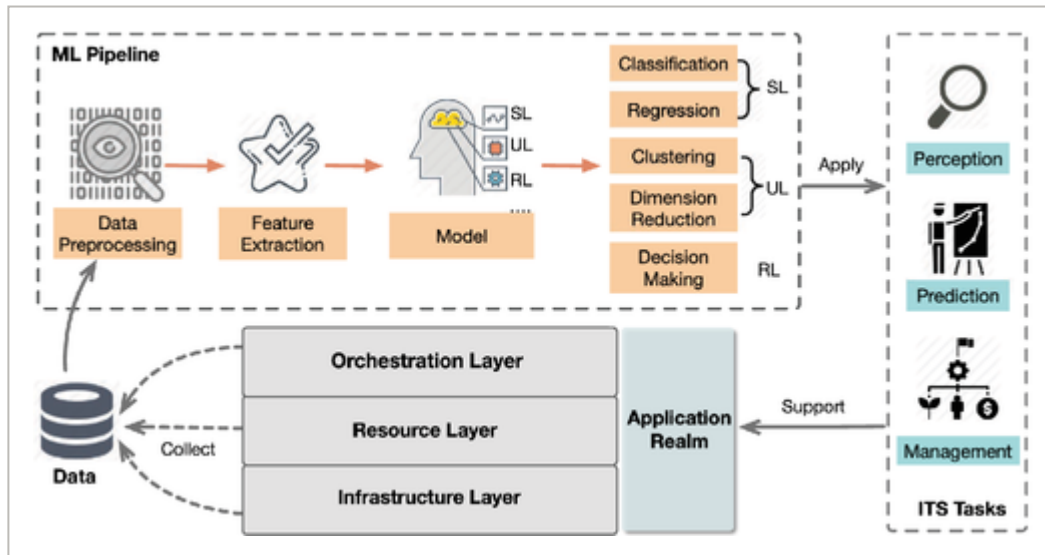 ML Pipeline
Data
Preprocessing
Feature
Extraction
SL
UL
RL
....
Model
Classification
Regression
SL
Clustering
Dimension
Reduction
UL
Decision
Making
RL
Apply
Perception
Prediction
Management
ITS Tasks
Support
Application
Realm
Orchestration Layer
Resource Layer
Infrastructure Layer
Collect
Data